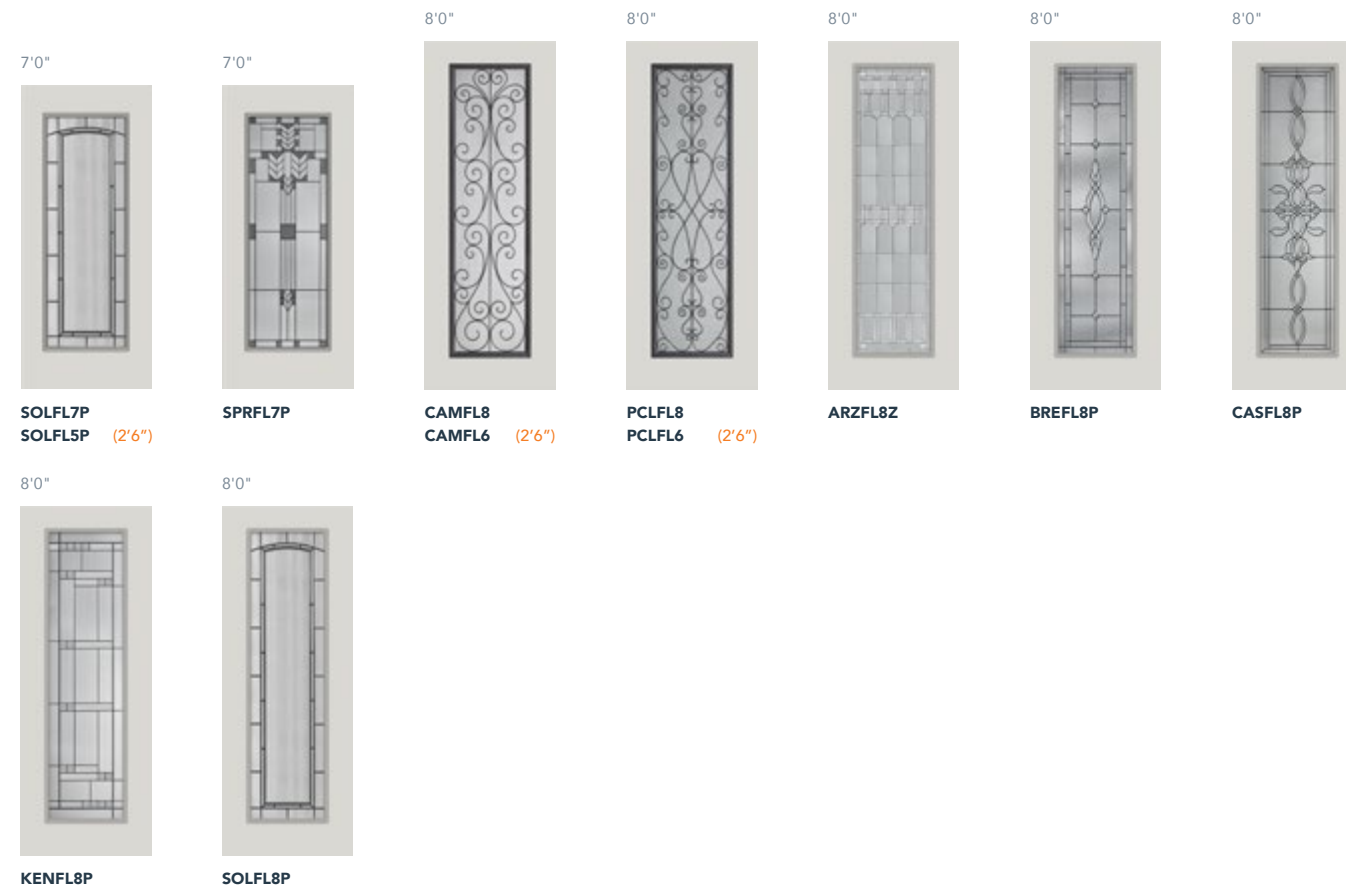 8'0" 8'0" 8'0" 8'0" 8'0"
7'0" 7'0"
SOLFL7P SPRFL7P CAMFL8 PCLFL8 ARZFL8Z BREFL8P CASFL8P
SOLFL5P (2'6”) CAMFL6 (2'6”) PCLFL6 (2'6”)
8'0" 8'0"
KENFL8P SOLFL8P